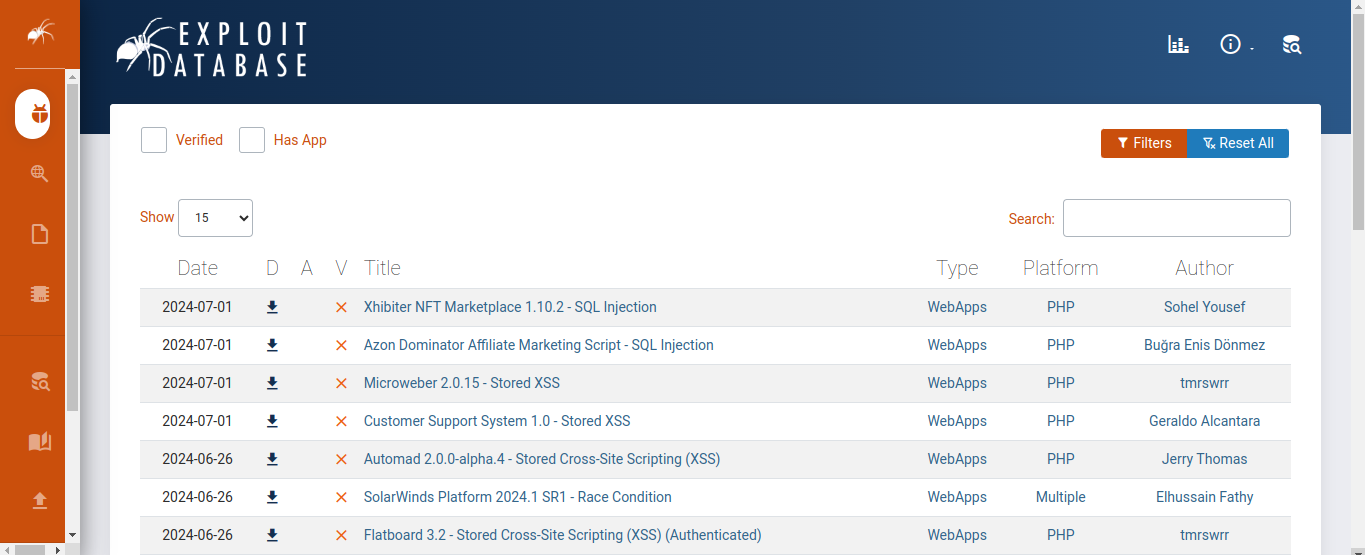 EXPLOIT
DATABASE
Verified Has App
Filters Reset All
Show 15 Search:
Date D A V Title Type Platform Author
2024-07-01 Xhibiter NFT Marketplace 1.10.2 - SQL Injection WebApps PHP Sohel Yousef
2024-07-01 Azon Dominator Affiliate Marketing Script - SQL Injection WebApps PHP Buğra Enis Dönmez
2024-07-01 Microweber 2.0.15 - Stored XSS WebApps PHP tmrswrr
2024-07-01 Customer Support System 1.0 - Stored XSS WebApps PHP Geraldo Alcantara
2024-06-26 Automad 2.0.0-alpha.4 - Stored Cross-Site Scripting (XSS) WebApps PHP Jerry Thomas
2024-06-26 SolarWinds Platform 2024.1 SR1 - Race Condition WebApps Multiple Elhussain Fathy
2024-06-26 Flatboard 3.2 - Stored Cross-Site Scripting (XSS) (Authenticated) WebApps PHP tmrswrr